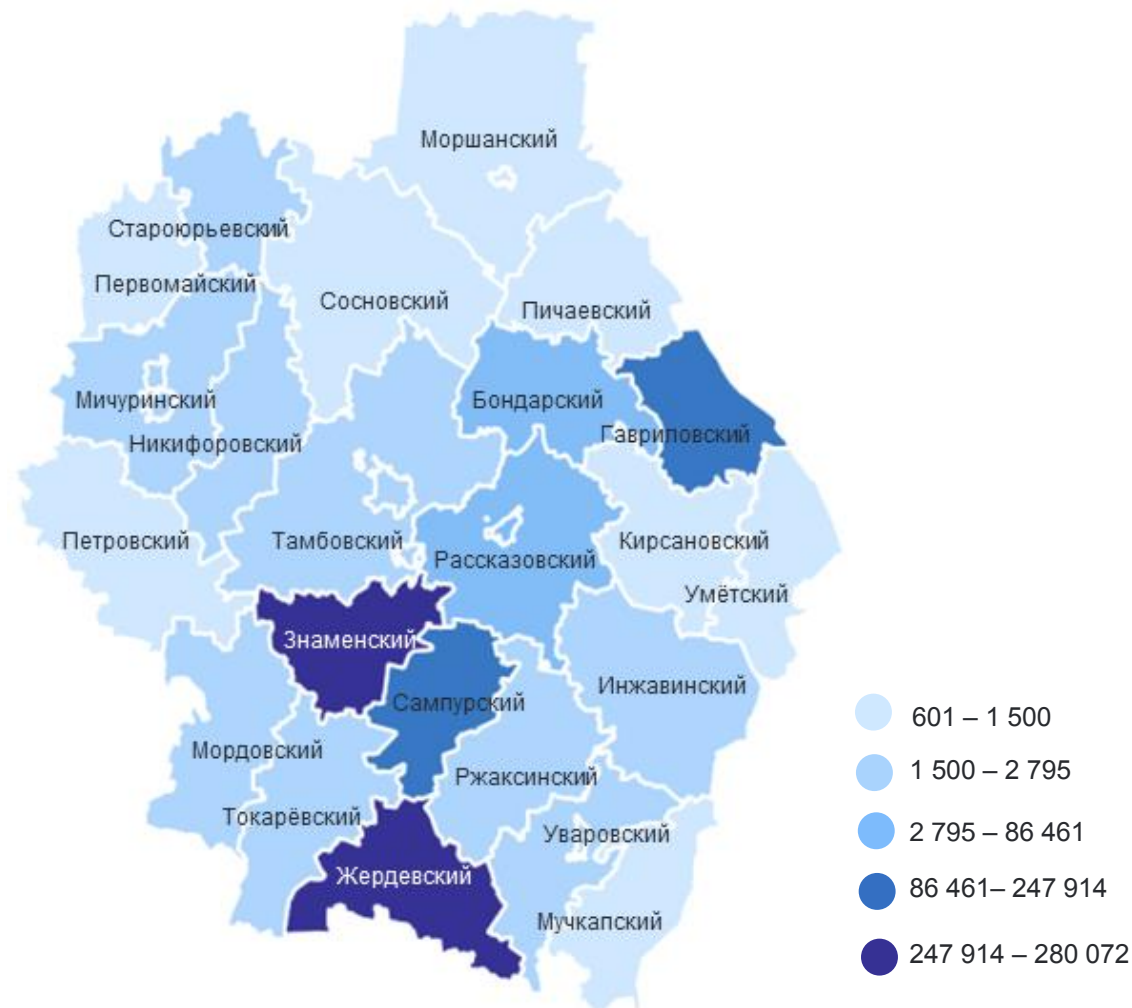 Моршанский
Староюрьевский
Первомайский
Сосновский
Пичаевский
Мичуринский
Бондарский
Гавриловский
Никифоровский
Петровский
Тамбовский
Рассказовский
Кирсановский
Умётский
Знаменский
Сампурский
Инжавинский
Мордовский
Ржаксинский
Токарёвский
Уваровский
Жердевский
Мучкапский
601 – 1 500
1 500 – 2 795
2 795 – 86 461
86 461– 247 914
247 914 – 280 072